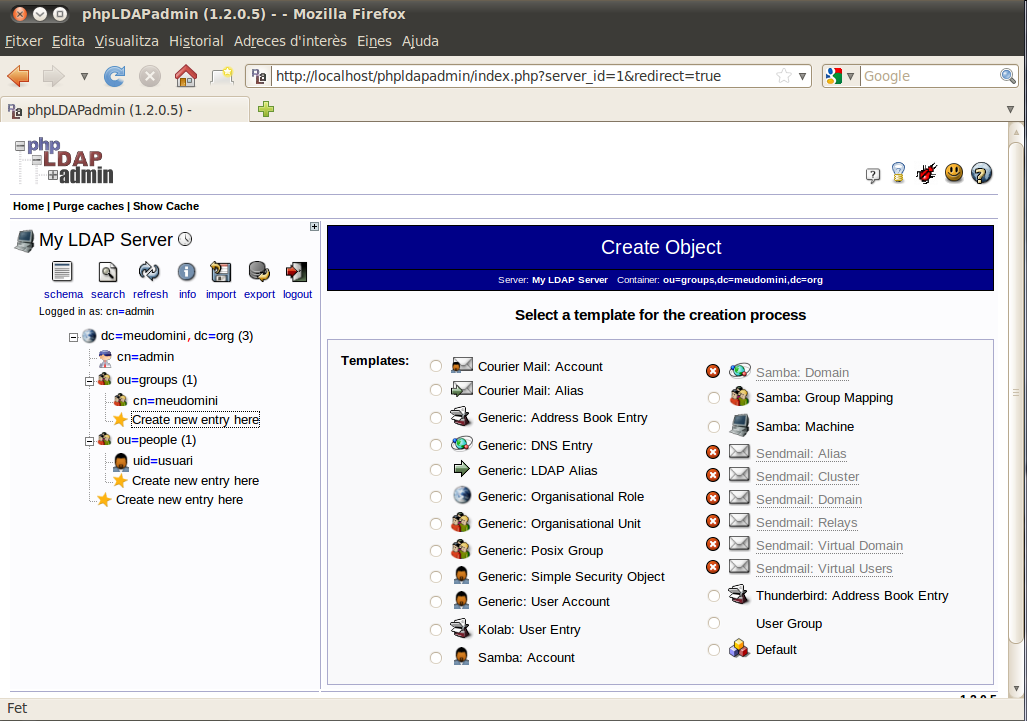 phpLDAPadmin (1.2.0.5) - - Mozilla Firefox
Fitxer Edita Visualitza Historial Adreces d'interès Eines Ajuda
http://localhost/phpldapadmin/index.php?server_id=1&redirect=true
Google
phpLDAPadmin (1.2.0.5) -
php
LDAP
admin
Home | Purge caches | Show Cache
My LDAP Server
schema search refresh info import export logout
Logged in as: cn=admin
dc=meudomini,dc=org (3)
cn=admin
ou=groups (1)
cn=meudomini
Create new entry here
ou=people (1)
uid=usuari
Create new entry here
Create new entry here
Create Object
Server: My LDAP Server Container: ou=groups,dc=meudomini,dc=org
Select a template for the creation process
Templates:
Courier Mail: Account
Courier Mail: Alias
Generic: Address Book Entry
Generic: DNS Entry
Generic: LDAP Alias
Generic: Organisational Role
Generic: Organisational Unit
Generic: Posix Group
Generic: Simple Security Object
Generic: User Account
Kolab: User Entry
Samba: Account
Samba: Domain
Samba: Group Mapping
Samba: Machine
Sendmail: Alias
Sendmail: Cluster
Sendmail: Domain
Sendmail: Relays
Sendmail: Virtual Domain
Sendmail: Virtual Users
Thunderbird: Address Book Entry
User Group
Default
1.2.0.5
Fet